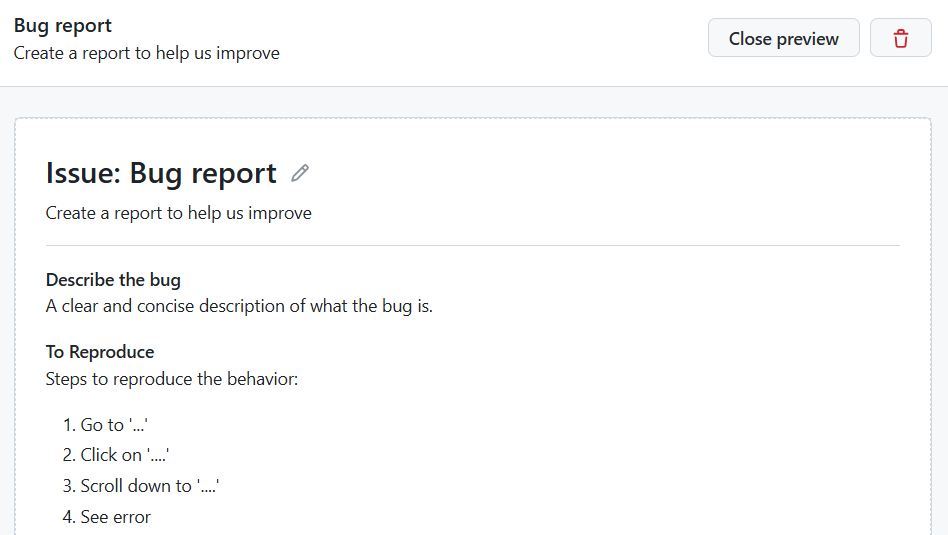 Bug report
Create a report to help us improve
Close preview
Issue: Bug report
Create a report to help us improve
Describe the bug
A clear and concise description of what the bug is.
To Reproduce
Steps to reproduce the behavior:
1. Go to '...'
2. Click on '....'
3. Scroll down to '....'
4. See error